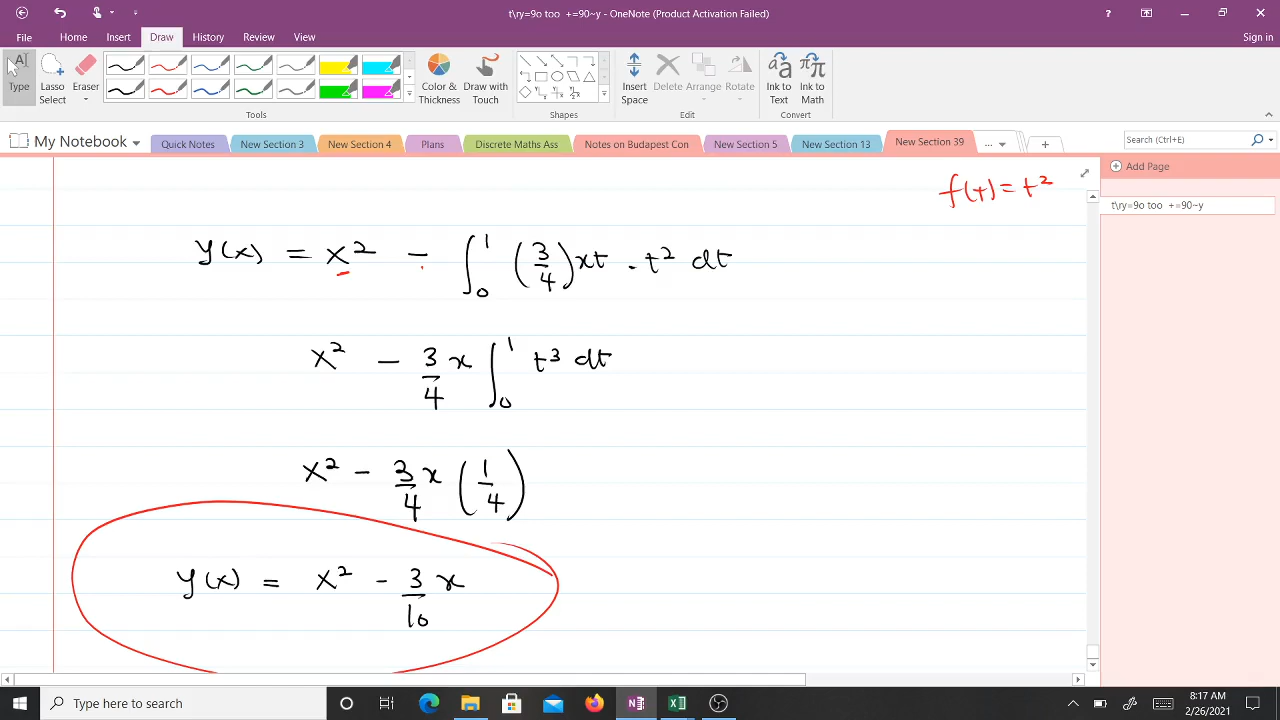 t\ry=9o too +=90~y - OneNote (Product Activation Failed)
File Home Insert Draw History Review View Sign in
Type Lasso Select Eraser Color & Thickness Draw with Touch Insert Space Delete Arrange Rotate Ink to Text Ink to Math
Tools Shapes Edit Convert
My Notebook Quick Notes New Section 3 New Section 4 Plans Discrete Maths Ass Notes on Budapest Con New Section 5 New Section 13 New Section 39 ... Search (Ctrl+E)
Add Page
t\ry=9o too +=90~y
f(t) = t²
y(x) = x² - ∫₀¹ (3/4)xt . t² dt
x² - 3/4 x ∫₀¹ t³ dt
x² - 3/4 x (1/4)
y(x) = x² - 3/10 x
Type here to search
8:17 AM
2/26/2021